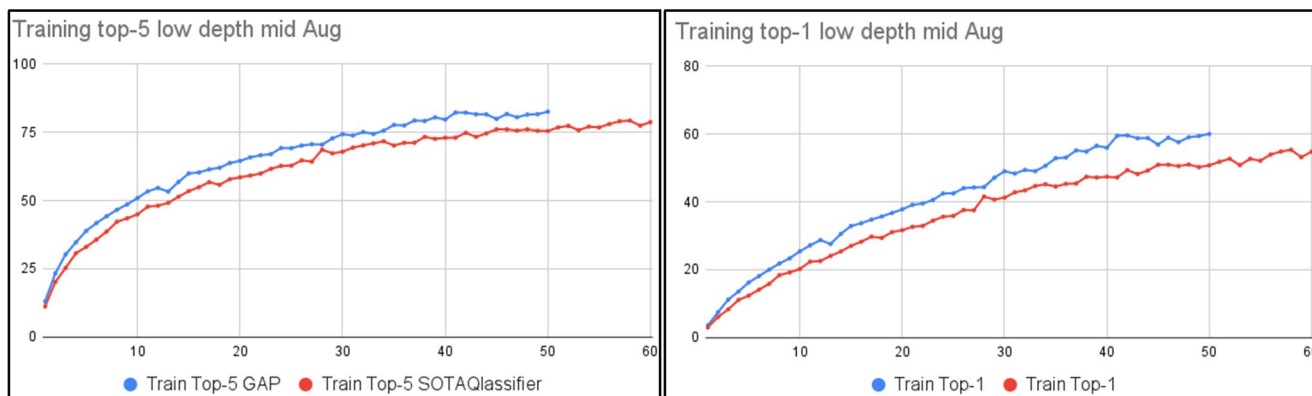 Training top-5 low depth mid Aug
100
75
50
25
0
10 20 30 40 50 60
Train Top-5 GAP Train Top-5 SOTAQlassifier
Training top-1 low depth mid Aug
80
60
40
20
0
10 20 30 40 50 60
Train Top-1 Train Top-1